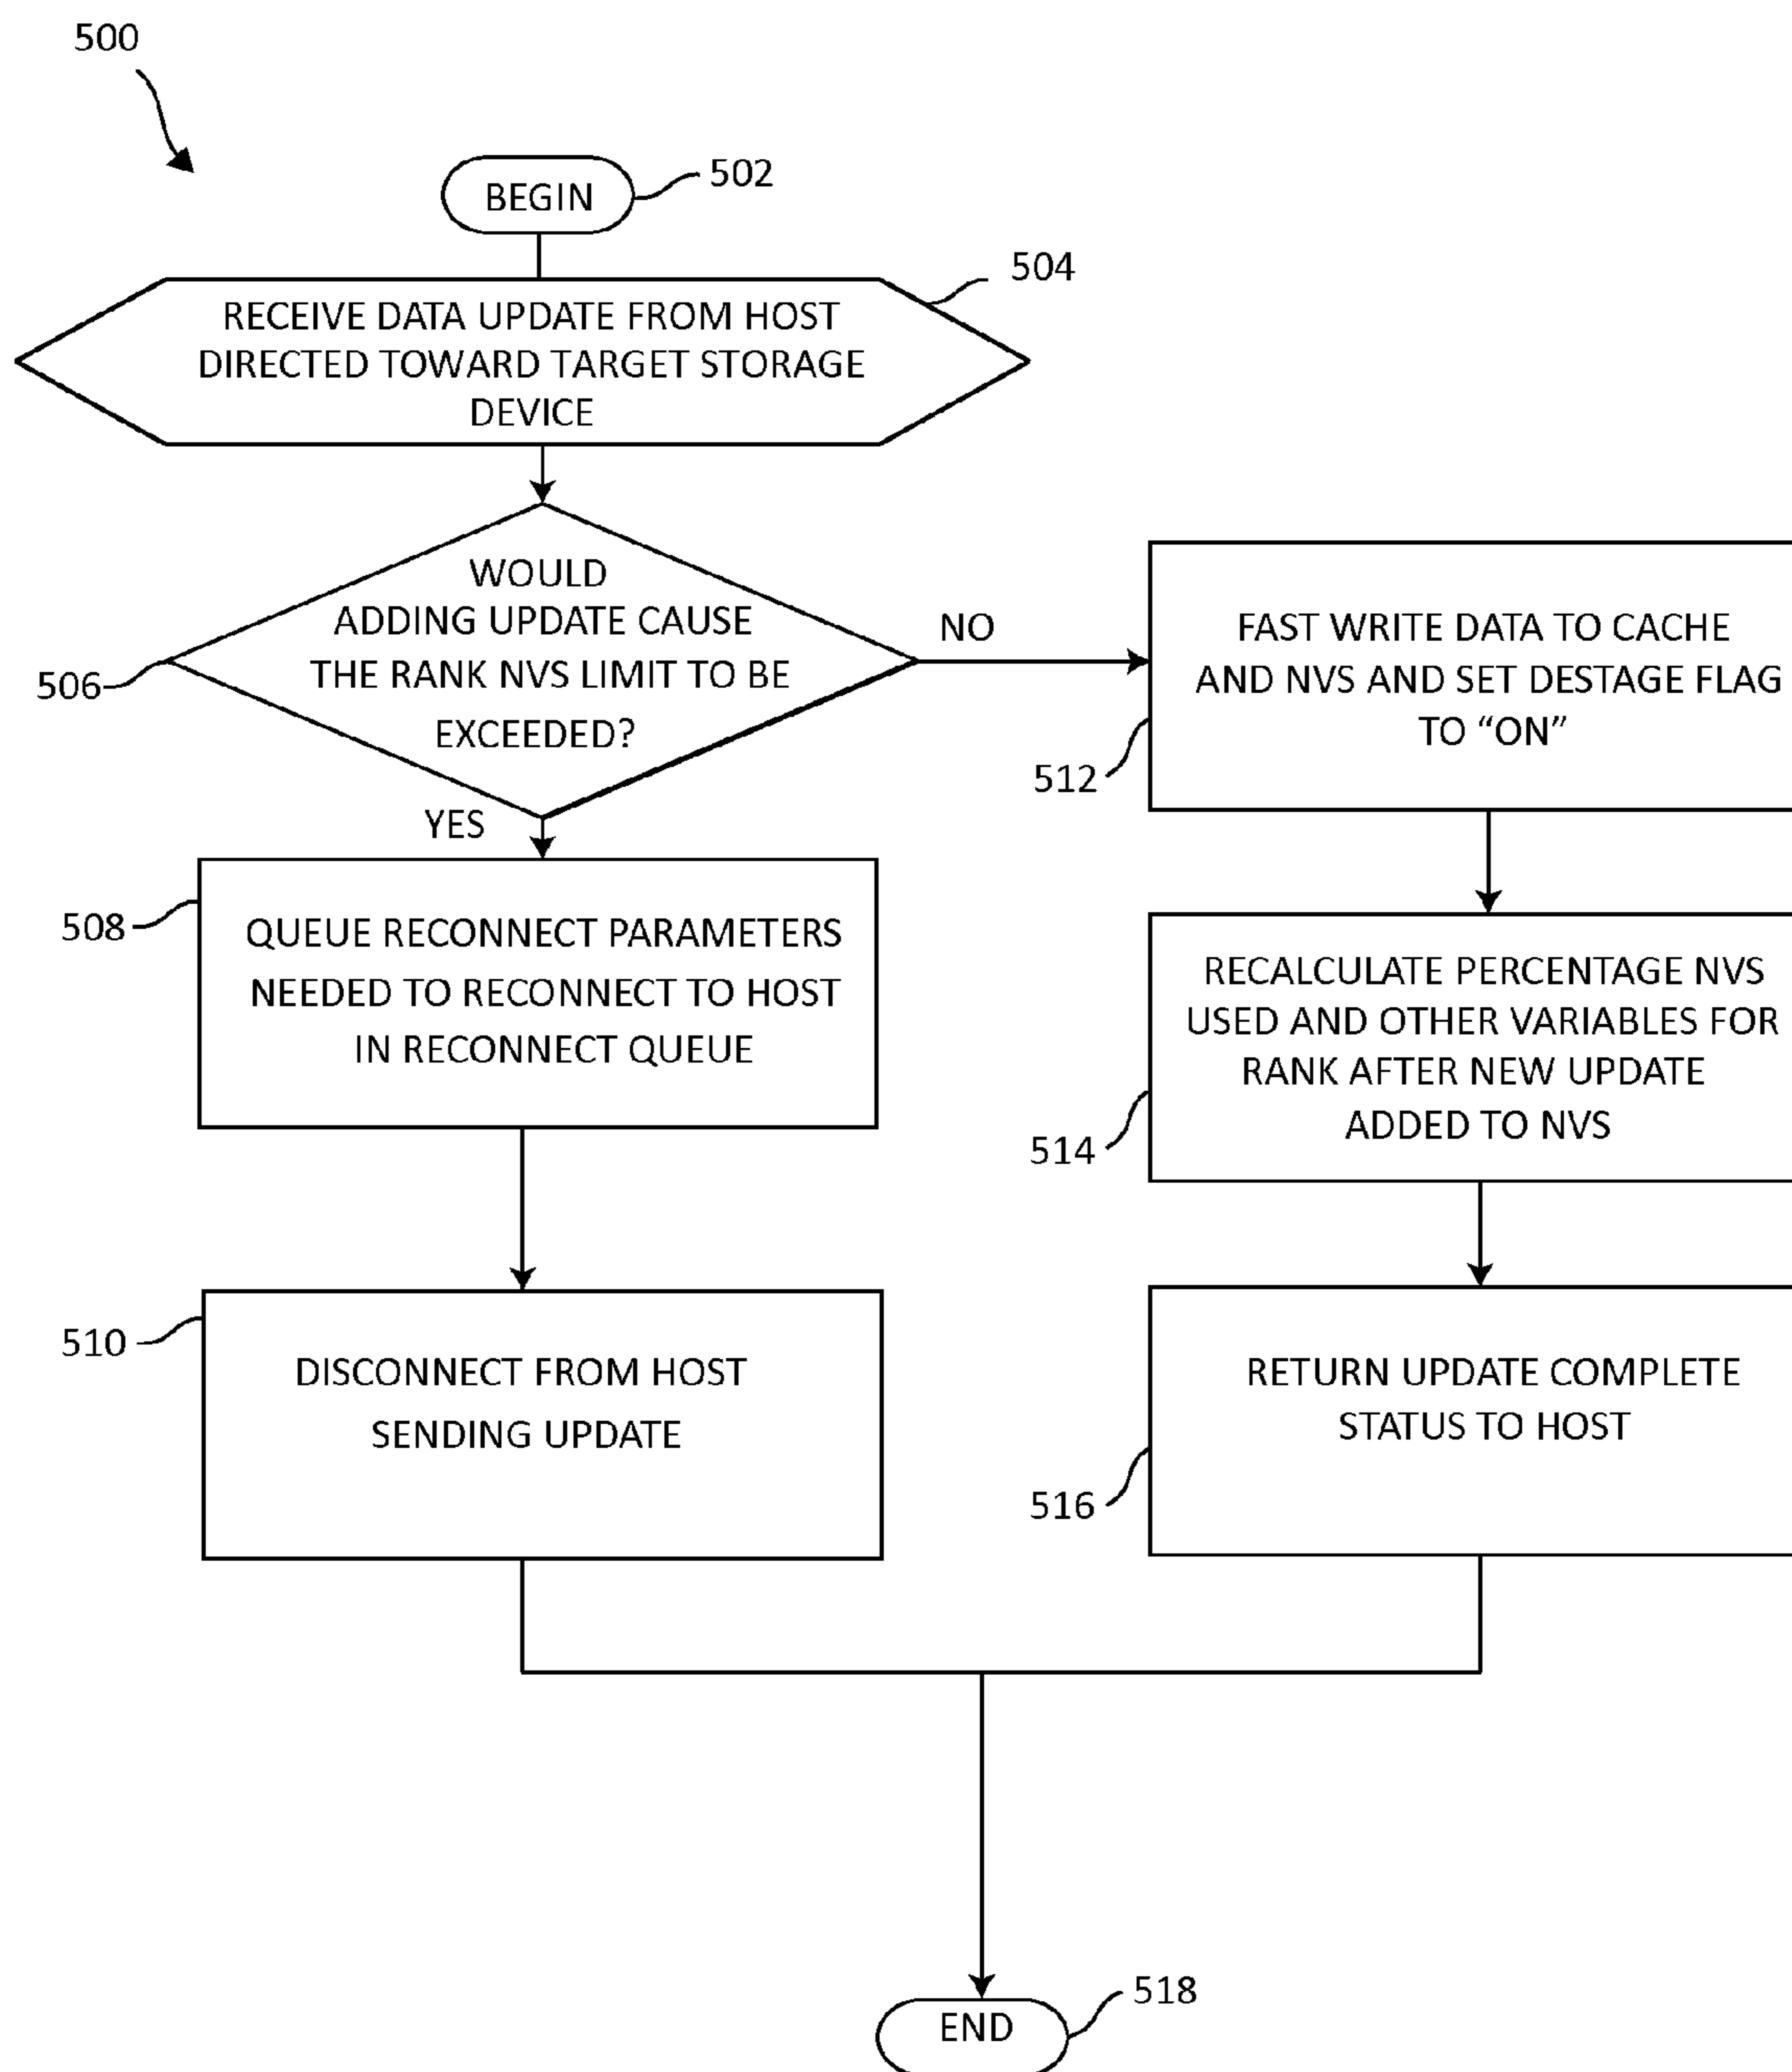 500
BEGIN
502
504
RECEIVE DATA UPDATE FROM HOST
DIRECTED TOWARD TARGET STORAGE
DEVICE
WOULD
ADDING UPDATE CAUSE
THE RANK NVS LIMIT TO BE
EXCEEDED?
506
NO
YES
FAST WRITE DATA TO CACHE
AND NVS AND SET DESTAGE FLAG
TO “ON”
512
508
QUEUE RECONNECT PARAMETERS
NEEDED TO RECONNECT TO HOST
IN RECONNECT QUEUE
RECALCULATE PERCENTAGE NVS
USED AND OTHER VARIABLES FOR
RANK AFTER NEW UPDATE
ADDED TO NVS
514
510
DISCONNECT FROM HOST
SENDING UPDATE
RETURN UPDATE COMPLETE
STATUS TO HOST
516
518
END